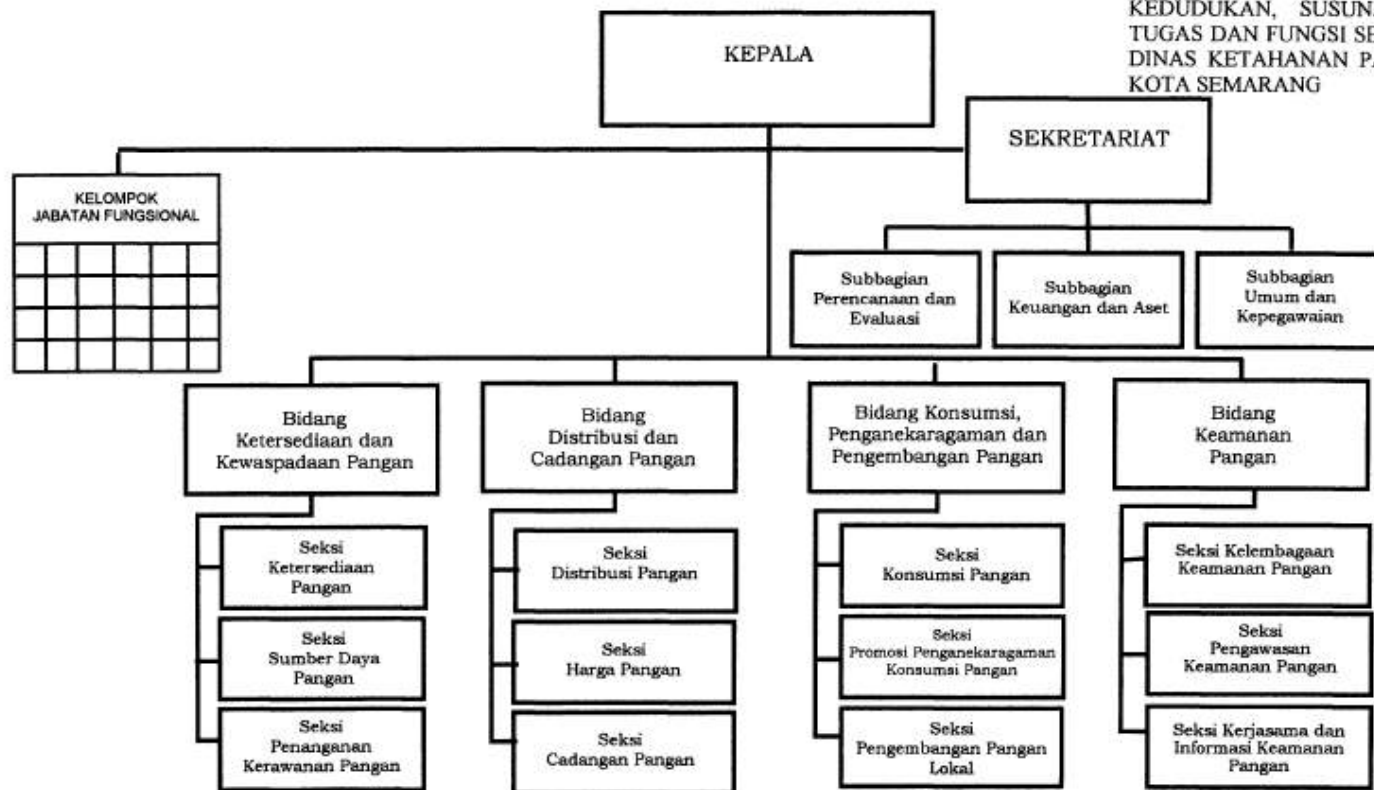 KEDUDUKAN,
TUGAS DAN FUNGSI
DINAS KETAHANAN
KOTA SEMARANG
KEPALA
SEKRETARIAT
KELOMPOK
JABATAN FUNGSIONAL
Subbagian
Perencanaan dan
Evaluasi
Subbagian
Keuangan dan Aset
Subbagian
Umum dan
Kepegawaian
Bidang
Ketersediaan dan
Kewaspadaan Pangan
Bidang
Distribusi dan
Cadangan Pangan
Bidang Konsumsi,
Penganekaragaman dan
Pengembangan Pangan
Bidang
Keamanan
Pangan
Seksi
Ketersediaan
Pangan
Seksi
Sumber Daya
Pangan
Seksi
Penanganan
Kerawanan Pangan
Seksi
Distribusi Pangan
Seksi
Harga Pangan
Seksi
Cadangan Pangan
Seksi
Konsumsi Pangan
Seksi
Promosi Penganekaragaman
Konsumsi Pangan
Seksi
Pengembangan Pangan
Lokal
Seksi Kelembagaan
Keamanan Pangan
Seksi
Pengawasan
Keamanan Pangan
Seksi Kerjasama dan
Informasi Keamanan
Pangan